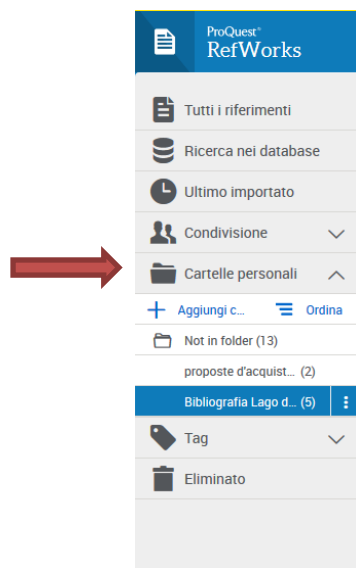 ProQuest®
RefWorks
Tutti i riferimenti
Ricerca nei database
Ultimo importato
Condivisione
Cartelle personali
Aggiungi c... Ordina
Not in folder (13)
proposte d'acquist... (2)
Bibliografia Lago d... (5)
Tag
Eliminato